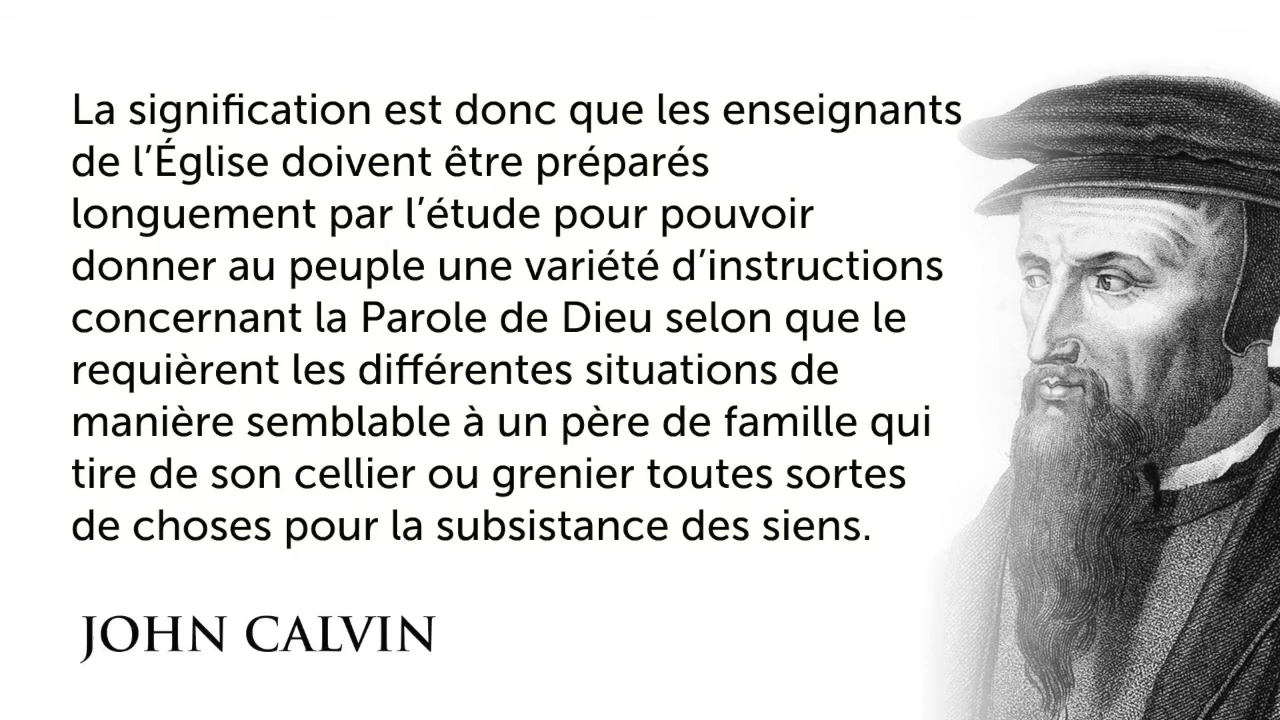 La signification est donc que les enseignants
de l’Église doivent être préparés
longuement par l’étude pour pouvoir
donner au peuple une variété d’instructions
concernant la Parole de Dieu selon que le
requièrent les différentes situations de
manière semblable à un père de famille qui
tire de son cellier ou grenier toutes sortes
de choses pour la subsistance des siens.
JOHN CALVIN